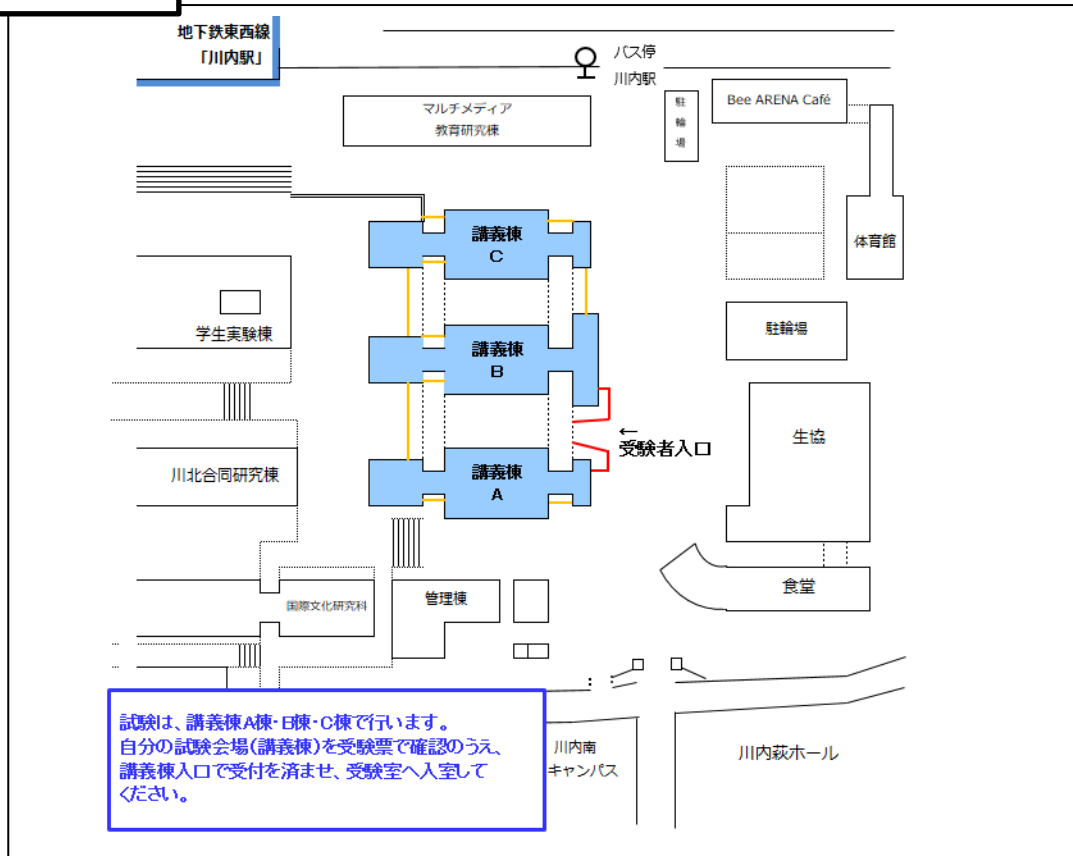 地下鉄東西線
「川内駅」
バス停
川内駅
マルチメディア
教育研究棟
駐
輪
場
Bee ARENA Café
体育館
講義棟
C
学生実験棟
講義棟
B
駐輪場
←
受験者入口
生協
川北合同研究棟
講義棟
A
国際文化研究科
管理棟
食堂
試験は、講義棟A棟・B棟・C棟で行います。
自分の試験会場(講義棟)を受験票で確認のうえ、
講義棟入口で受付を済ませ、受験室へ入室して
ください。
川内南
キャンパス
川内萩ホール